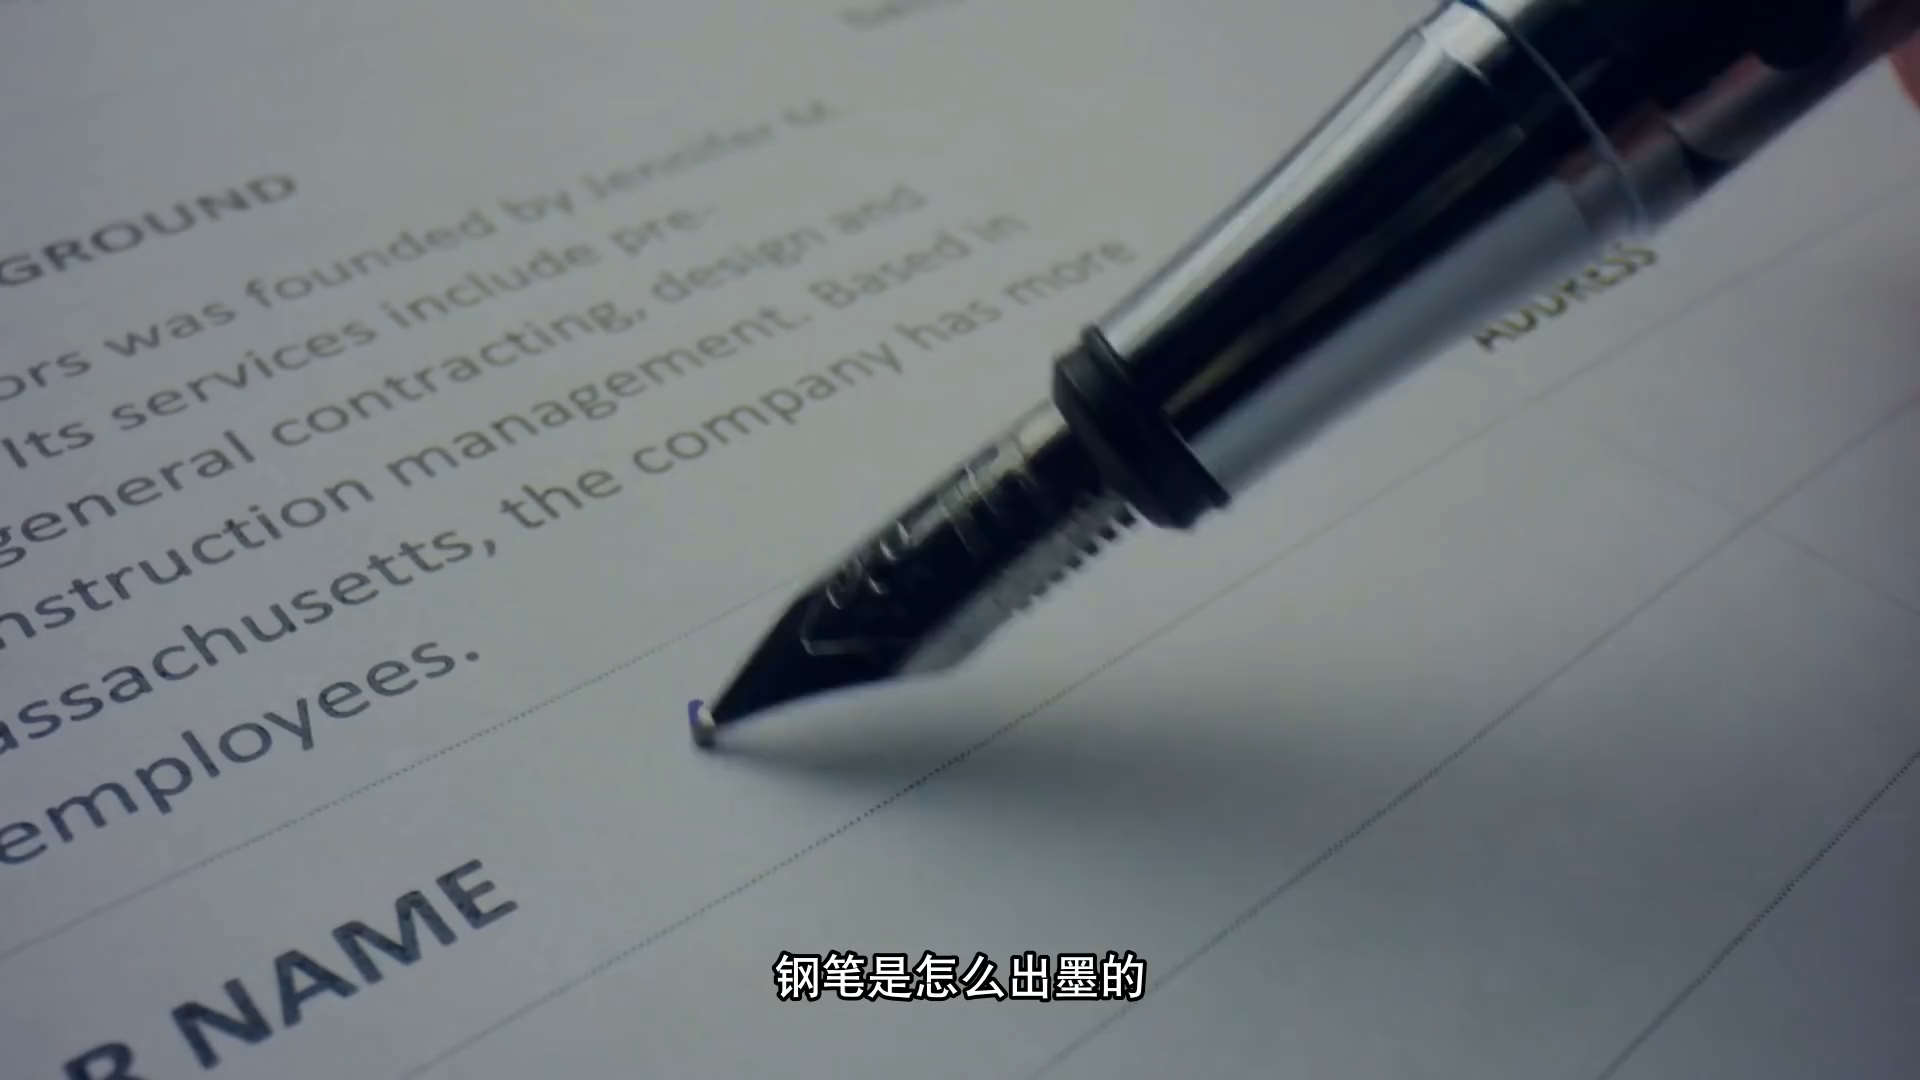 GROUND
ors was founded by Jennifer M.
Its services include pre-
general contracting, design and
nstruction management. Based in
assachusetts, the company has more
employees.
R NAME
ADDRESS
钢笔是怎么出墨的